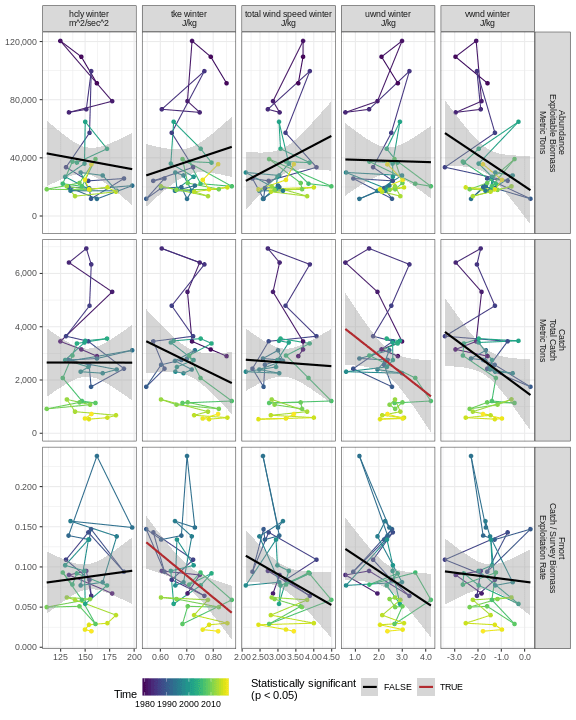 hcly winter
m^2/sec^2
tke winter
J/kg
total wind speed winter
J/kg
uwnd winter
J/kg
vwnd winter
J/kg
120,000
80,000
40,000
0
Abundance
Exploitable Biomass
Metric Tons
6,000
4,000
2,000
0
Catch
Total Catch
Metric Tons
0.200
0.150
0.100
0.050
0.000
Fmort
Catch / Survey Biomass
Exploitation Rate
125 150 175 200
0.60 0.70 0.80
2.00 2.50 3.00 3.50 4.00 4.50
1.0 2.0 3.0 4.0
-3.0 -2.0 -1.0 0.0
Time
1980 1990 2000 2010
Statistically significant
(p < 0.05)
FALSE
TRUE